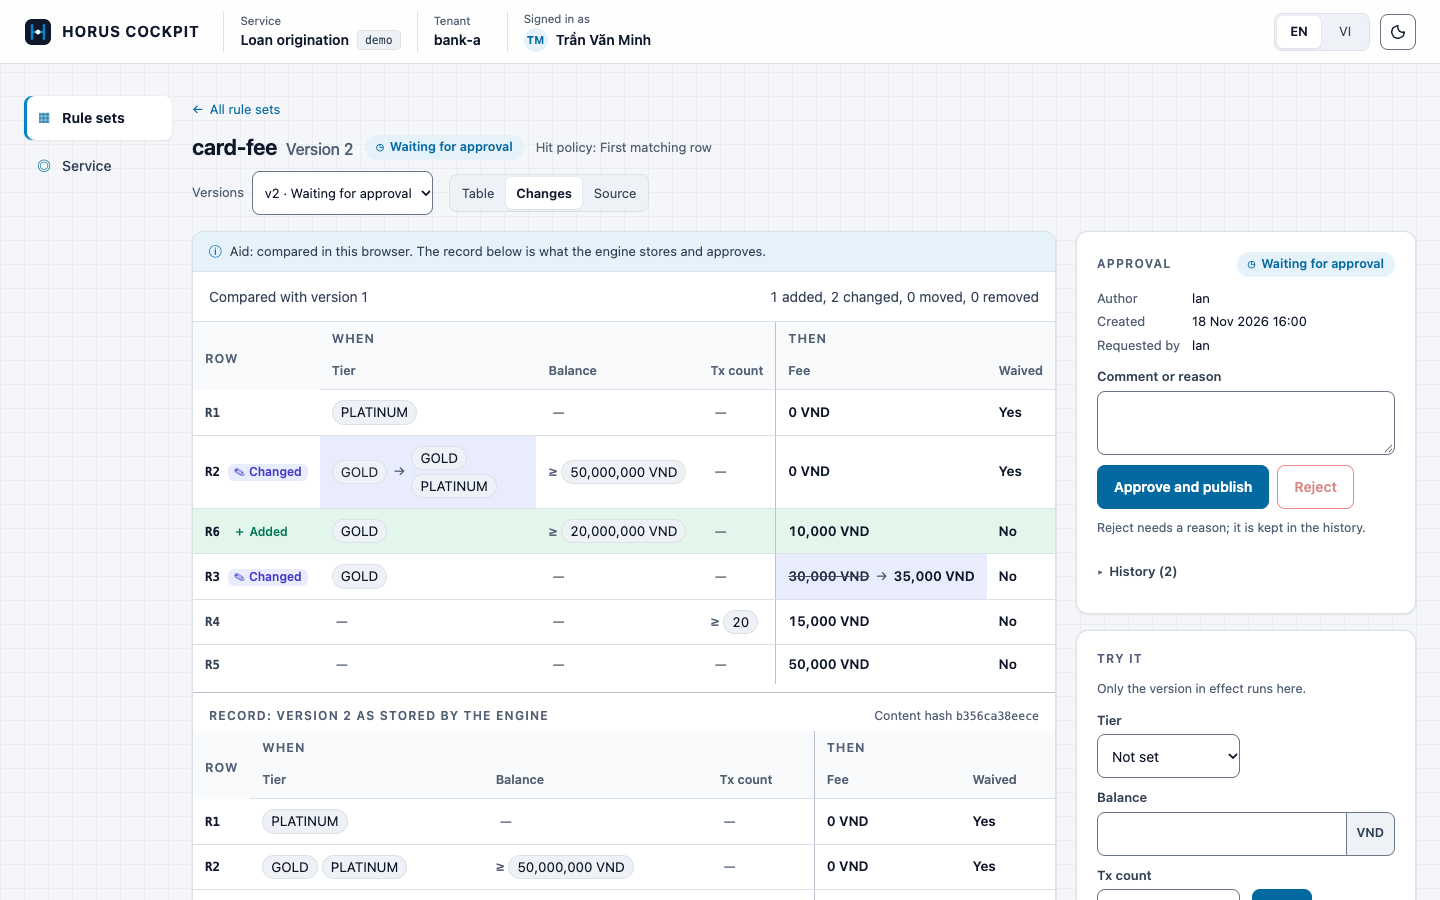 HORUS COCKPIT
Service
Loan origination demo
Tenant
bank-a
Signed in as
TM Trần Văn Minh
EN VI
Rule sets
Service
← All rule sets
card-fee Version 2 Waiting for approval Hit policy: First matching row
Versions v2 · Waiting for approval Table Changes Source
Aid: compared in this browser. The record below is what the engine stores and approves.
Compared with version 1 1 added, 2 changed, 0 moved, 0 removed
ROW WHEN THEN
Tier Balance Tx count Fee Waived
R1 PLATINUM — — 0 VND Yes
R2 ✎ Changed GOLD → GOLD PLATINUM ≥ 50,000,000 VND — 0 VND Yes
R6 + Added GOLD ≥ 20,000,000 VND — 10,000 VND No
R3 ✎ Changed GOLD — — 30,000 VND → 35,000 VND No
R4 — — ≥ 20 15,000 VND No
R5 — — — 50,000 VND No
RECORD: VERSION 2 AS STORED BY THE ENGINE Content hash b356ca38eece
ROW WHEN THEN
Tier Balance Tx count Fee Waived
R1 PLATINUM — — 0 VND Yes
R2 GOLD PLATINUM ≥ 50,000,000 VND — 0 VND Yes
APPROVAL Waiting for approval
Author lan
Created 18 Nov 2026 16:00
Requested by lan
Comment or reason
Approve and publish Reject
Reject needs a reason; it is kept in the history.
▸ History (2)
TRY IT
Only the version in effect runs here.
Tier
Not set
Balance
VND
Tx count